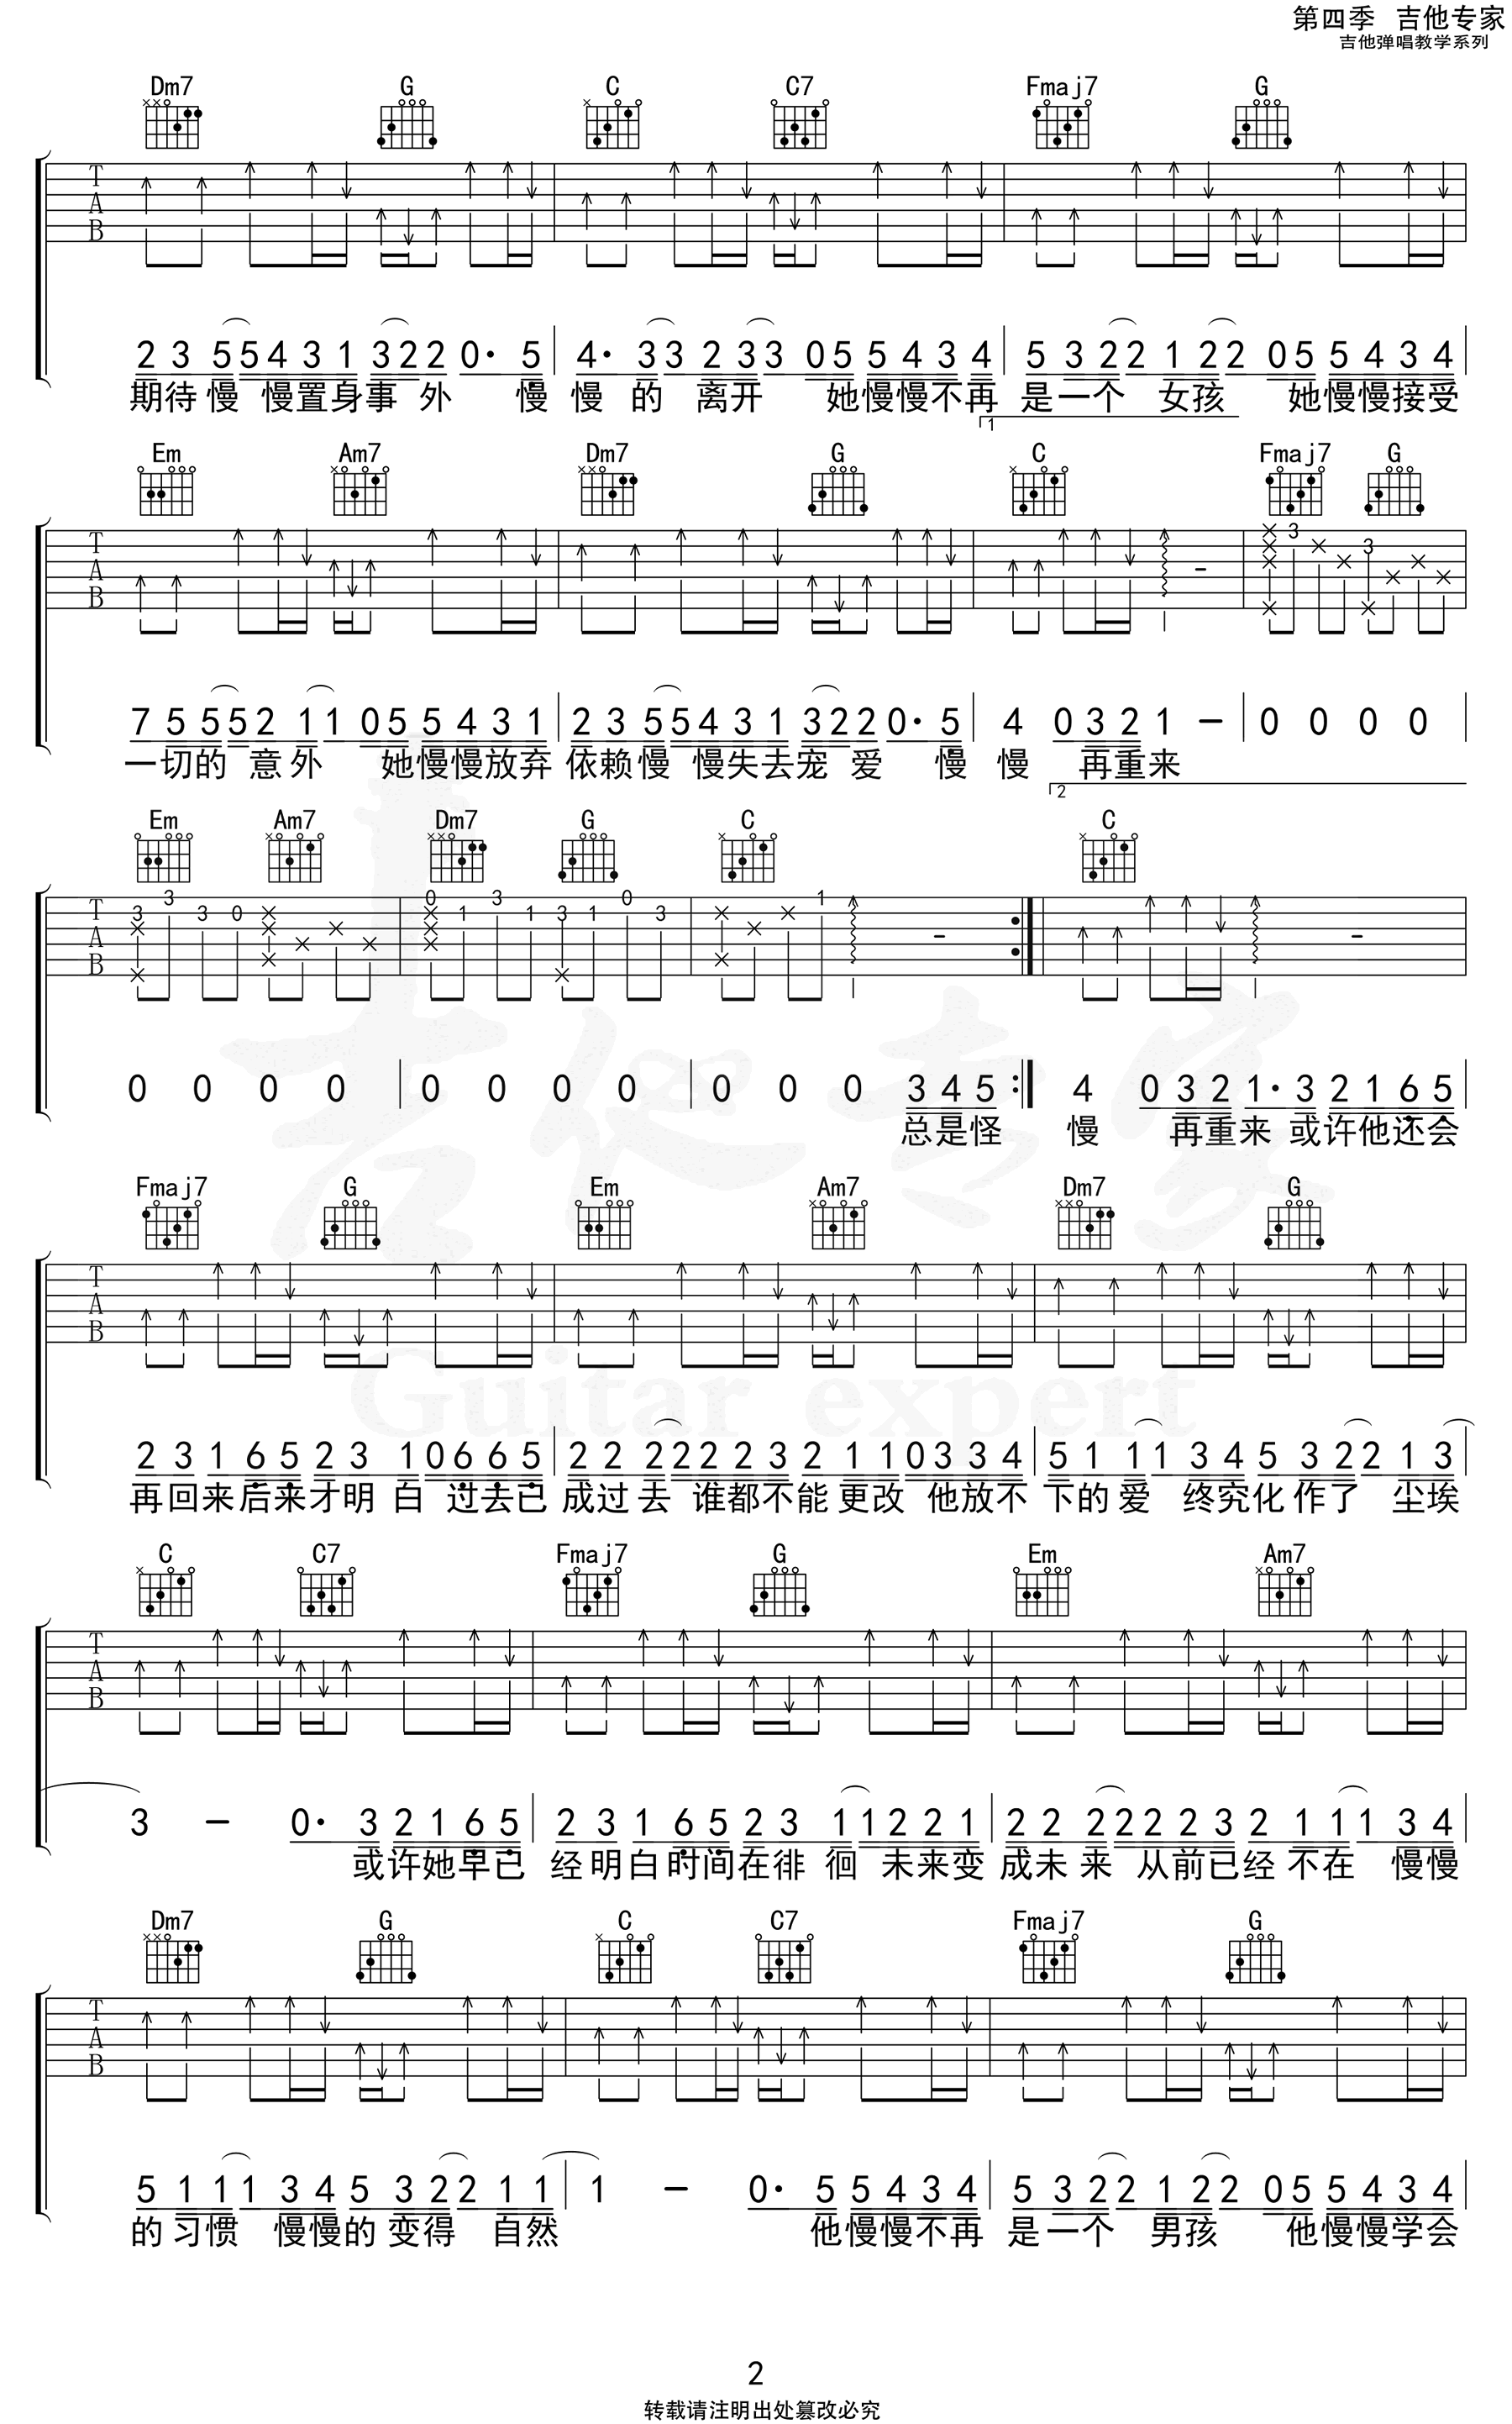 第四季 吉他专家
吉他弹唱教学系列
Dm7 G C C7 Fmaj7 G
T
A
B
2 3 5 5 4 3 1 3 2 2 0· 5 4· 3 3 2 3 3 0 5 5 4 3 4 5 3 2 2 1 2 2 0 5 5 4 3 4
期待 慢 慢置身事 外 慢 慢 的 离开 她慢慢不再 是一个 女孩 她慢慢接受
1
Em Am7 Dm7 G C Fmaj7 G
3
3
T
A
B
7 5 5 5 2 1 1 0 5 5 4 3 1 2 3 5 5 4 3 1 3 2 2 0· 5 4 0 3 2 1 - 0 0 0 0
一切的 意 外 她慢慢放弃 依赖 慢 慢失去宠 爱 慢 慢 再重来
2
Em Am7 Dm7 G C C
3 0 3 0 1
3 3 0 1 1 3 1 3
T
A
B
0 0 0 0 0 0 0 0 0 0 0 3 4 5 4 0 3 2 1· 3 2 1 6 5
总是怪 慢 再重来 或许他还会
吉他专家
Fmaj7 G Em Am7 Dm7 G
T
A
B
Guitar expert
2 3 1 6 5 2 3 1 0 6 6 5 2 2 2 2 2 2 3 2 1 1 0 3 3 4 5 1 1 1 3 4 5 3 2 2 1 3
再回来后来才明 白 过去已 成过 去 谁都不能 更改 他放不 下的 爱 终究化 作了 尘埃
C C7 Fmaj7 G Em Am7
T
A
B
3 - 0· 3 2 1 6 5 2 3 1 6 5 2 3 1 1 2 2 1 2 2 2 2 2 2 3 2 1 1 1 3 4
或许她早已 经明白时间在徘 徊 未来变 成未 来 从前已经 不在 慢慢
Dm7 G C C7 Fmaj7 G
T
A
B
5 1 1 1 3 4 5 3 2 2 1 1 1 - 0· 5 5 4 3 4 5 3 2 2 1 2 2 0 5 5 4 3 4
的 习惯 慢慢的 变得 自然 他慢慢不再 是一个 男孩 他慢慢学会
2
转载请注明出处篡改必究